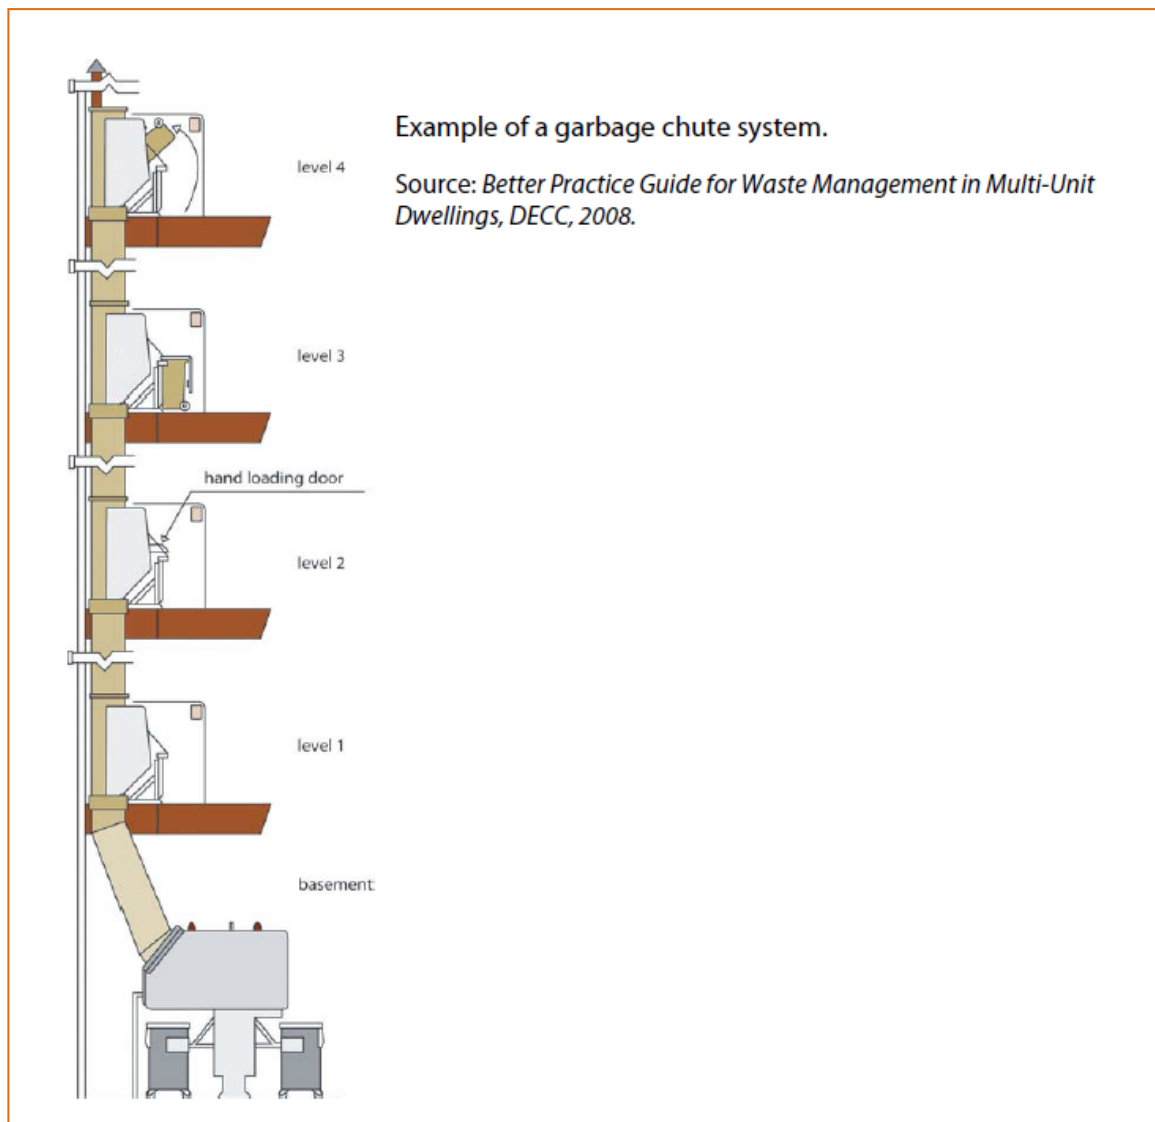 Example of a garbage chute system.
Source: Better Practice Guide for Waste Management in Multi-Unit
Dwellings, DECC, 2008.
level 4
level 3
hand loading door
level 2
level 1
basement